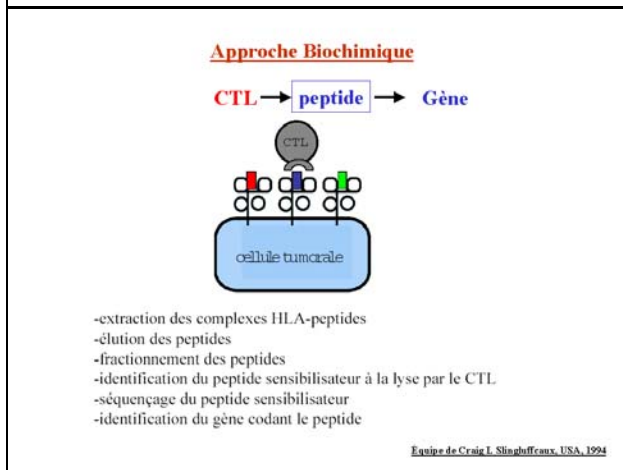 Approche Biochimique
CTL → peptide → Gène
CTL
cellule tumorale
-extraction des complexes HLA-peptides
-élution des peptides
-fractionnement des peptides
-identification du peptide sensibilisateur à la lyse par le CTL
-séquençage du peptide sensibilisateur
-identification du gène codant le peptide
Equipe de Craig L Slingluffcaux, USA, 1994